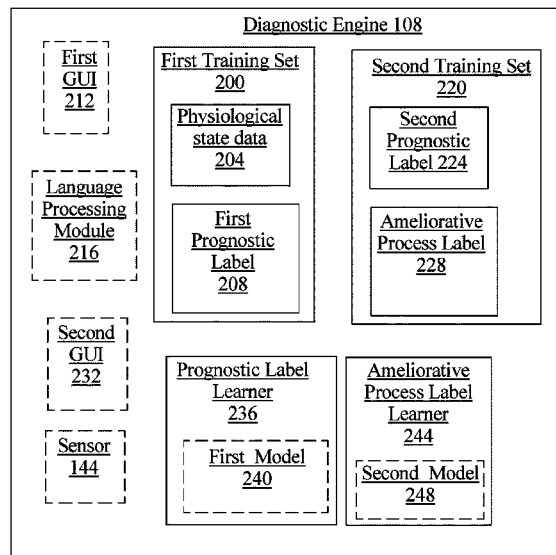 Diagnostic Engine 108
First
GUI
212
Language
Processing
Module
216
Second
GUI
232
Sensor
144
First Training Set
200
Physiological
state data
204
First
Prognostic
Label
208
Second Training Set
220
Second
Prognostic
Label 224
Ameliorative
Process Label
228
Prognostic Label
Learner
236
First Model
240
Ameliorative
Process Label
Learner
244
Second Model
248